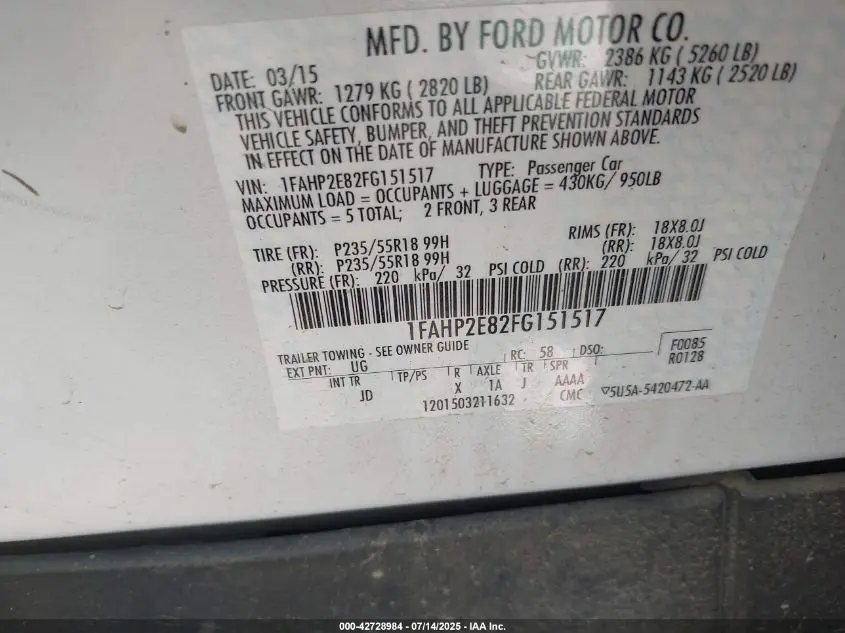 MFD. BY FORD MOTOR CO.
DATE: 03/15 GVWR: 2386 KG ( 5260 LB)
FRONT GAWR: 1279 KG ( 2820 LB) REAR GAWR: 1143 KG ( 2520 LB)
THIS VEHICLE CONFORMS TO ALL APPLICABLE FEDERAL MOTOR
VEHICLE SAFETY, BUMPER, AND THEFT PREVENTION STANDARDS
IN EFFECT ON THE DATE OF MANUFACTURE SHOWN ABOVE.
VIN: 1FAHP2E82FG151517 TYPE: Passenger Car
MAXIMUM LOAD = OCCUPANTS + LUGGAGE = 430KG/ 950LB
OCCUPANTS = 5 TOTAL; 2 FRONT, 3 REAR
TIRE (FR): P235/55R18 99H RIMS (FR): 18X8.0J
(RR): P235/55R18 99H (RR): 18X8.0J
PRESSURE (FR): 220 kPa/ 32 PSI COLD (RR): 220 kPa/ 32 PSI COLD
1FAHP2E82FG151517
TRAILER TOWING - SEE OWNER GUIDE
EXT PNT: UG RC: 58 DSO: F0085
R0128
INT TR TP/PS R AXLE TR SPR
JD X 1A J AAAA
1201503211632 CMC ▽5U5A-5420472-AA
000-42728984 - 07/14/2025 - IAA Inc.